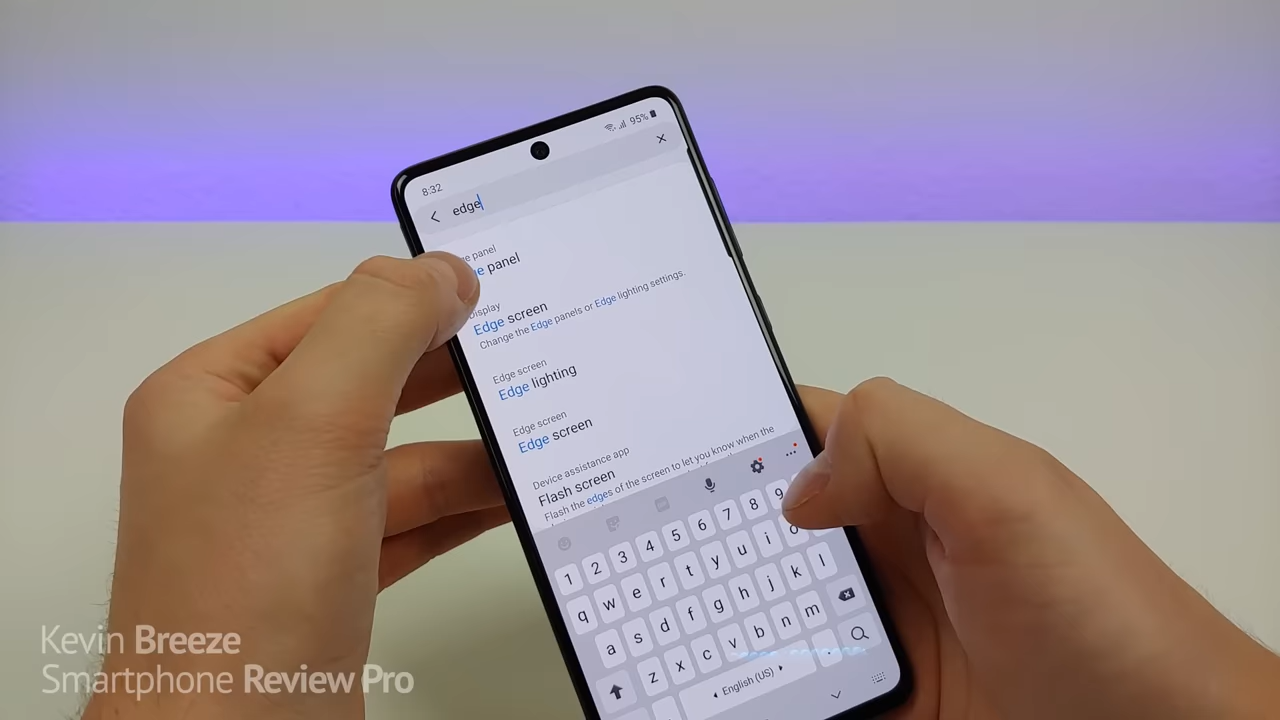 8:32
95%
edge
ge panel
ge panel
Display
Edge screen
Change the Edge panels or Edge lighting settings.
Edge screen
Edge lighting
Edge screen
Edge screen
Device assistance app
Flash screen
Flash the edges of the screen to let you know when the
1 2 3 4 5 6 7 8 9
q w e r t y u i o
a s d f g h j k l
z x c v b n m
English (US)
Kevin Breeze
Smartphone Review Pro